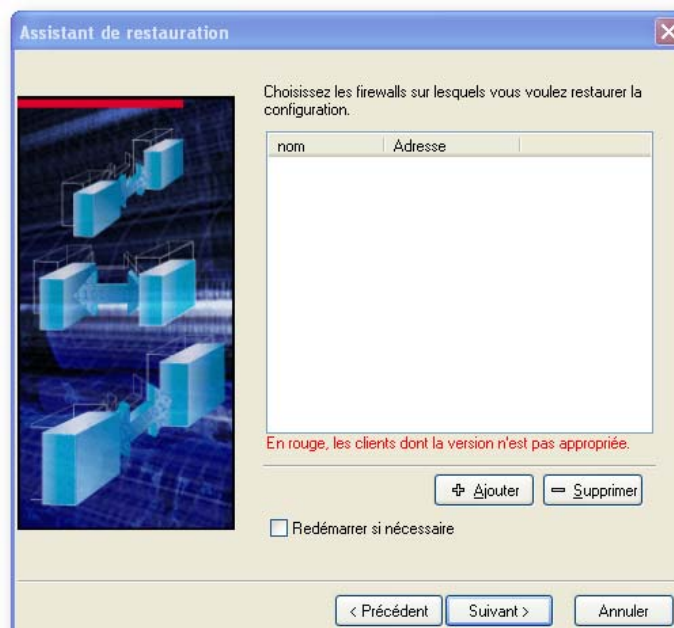 Assistant de restauration
Choisissez les firewalls sur lesquels vous voulez restaurer la
configuration.
nom Adresse
En rouge, les clients dont la version n'est pas appropriée.
Ajouter Supprimer
Redémarrer si nécessaire
< Précédent Suivant > Annuler